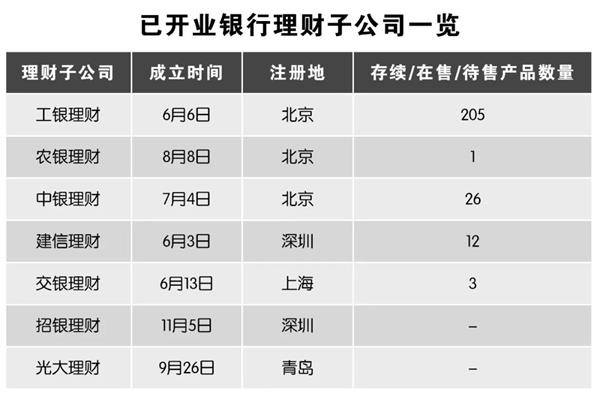 已开业银行理财子公司一览
理财子公司 成立时间 注册地 存续/在售/待售产品数量
工银理财 6月6日 北京 205
农银理财 8月8日 北京 1
中银理财 7月4日 北京 26
建信理财 6月3日 深圳 12
交银理财 6月13日 上海 3
招银理财 11月5日 深圳 –
光大理财 9月26日 青岛 –